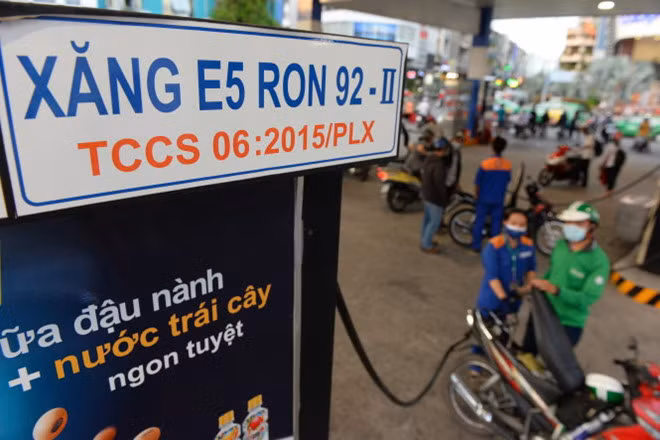 XĂNG E5 RON 92-II
TCCS 06:2015/PLX
ữa đậu nành
+ nước trái cây
ngon tuyệt